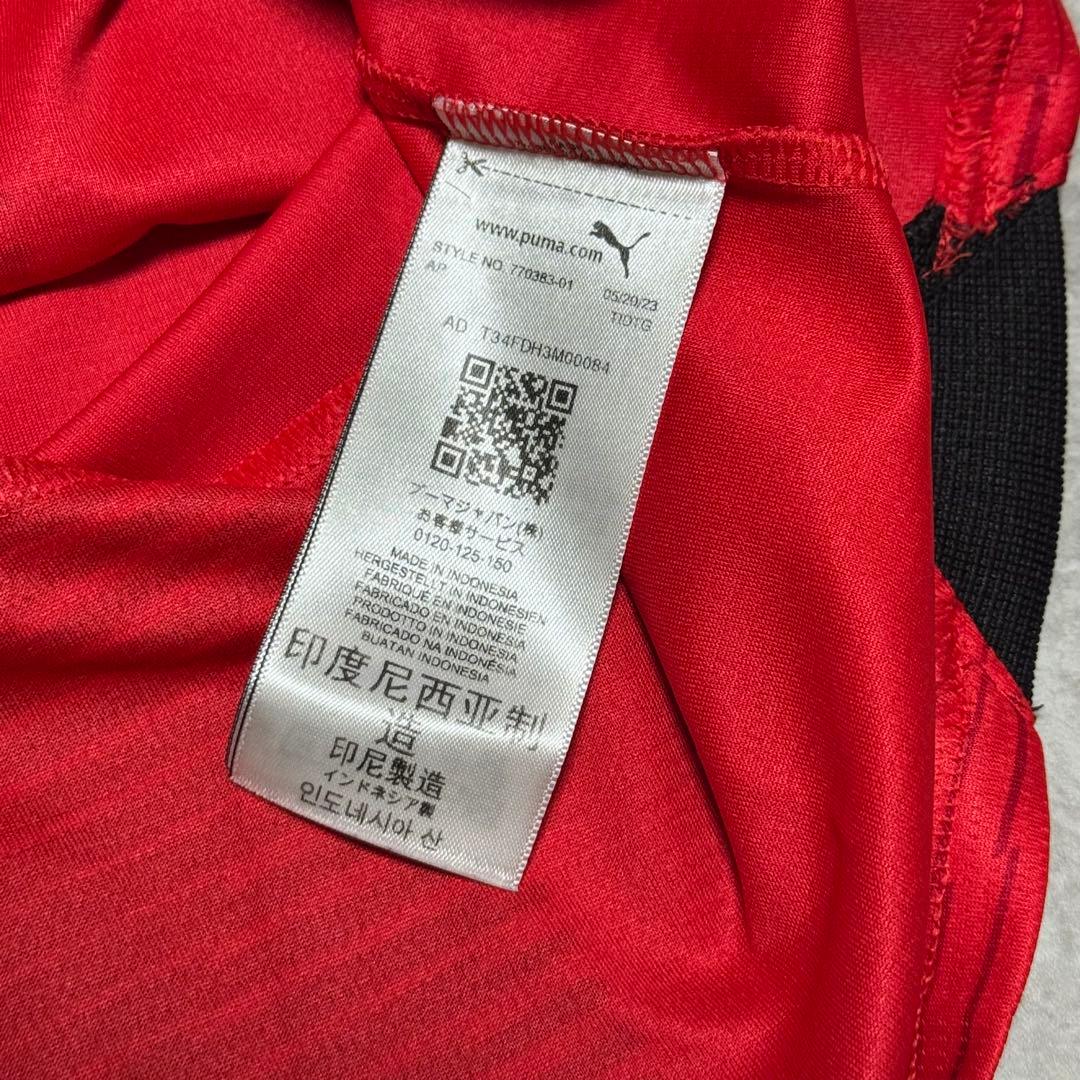 www.puma.com
STYLE NO. 770383-01 05/20/23
AP TIOTG
AD T34FDH3M00084
プーマジャパン(株)
お客様サービス
0120-125-150
MADE IN INDONESIA
HERGESTELLT IN INDONESIEN
FABRIQUE EN INDONESIE
FABRICADO EN INDONESIA
PRODOTTO IN INDONESIA
FABRICADO NA INDONÉSIA
BUATAN INDONESIA
印度尼西亚制
造
印尼製造
インドネシア製
인도네시아 산